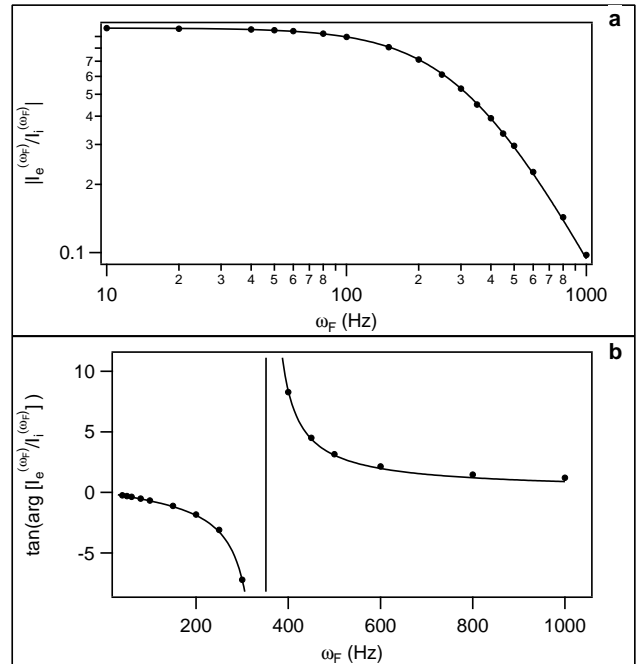 a
|I_e^(ω_F)/I_i^(ω_F)|
7
6
5
4
3
2
0.1
2 3 4 5 6 7 8 2 3 4 5 6 7 8
10 100 1000
ω_F (Hz)
b
tan(arg [I_e^(ω_F)/I_i^(ω_F)])
10
5
0
-5
200 400 600 800 1000
ω_F (Hz)